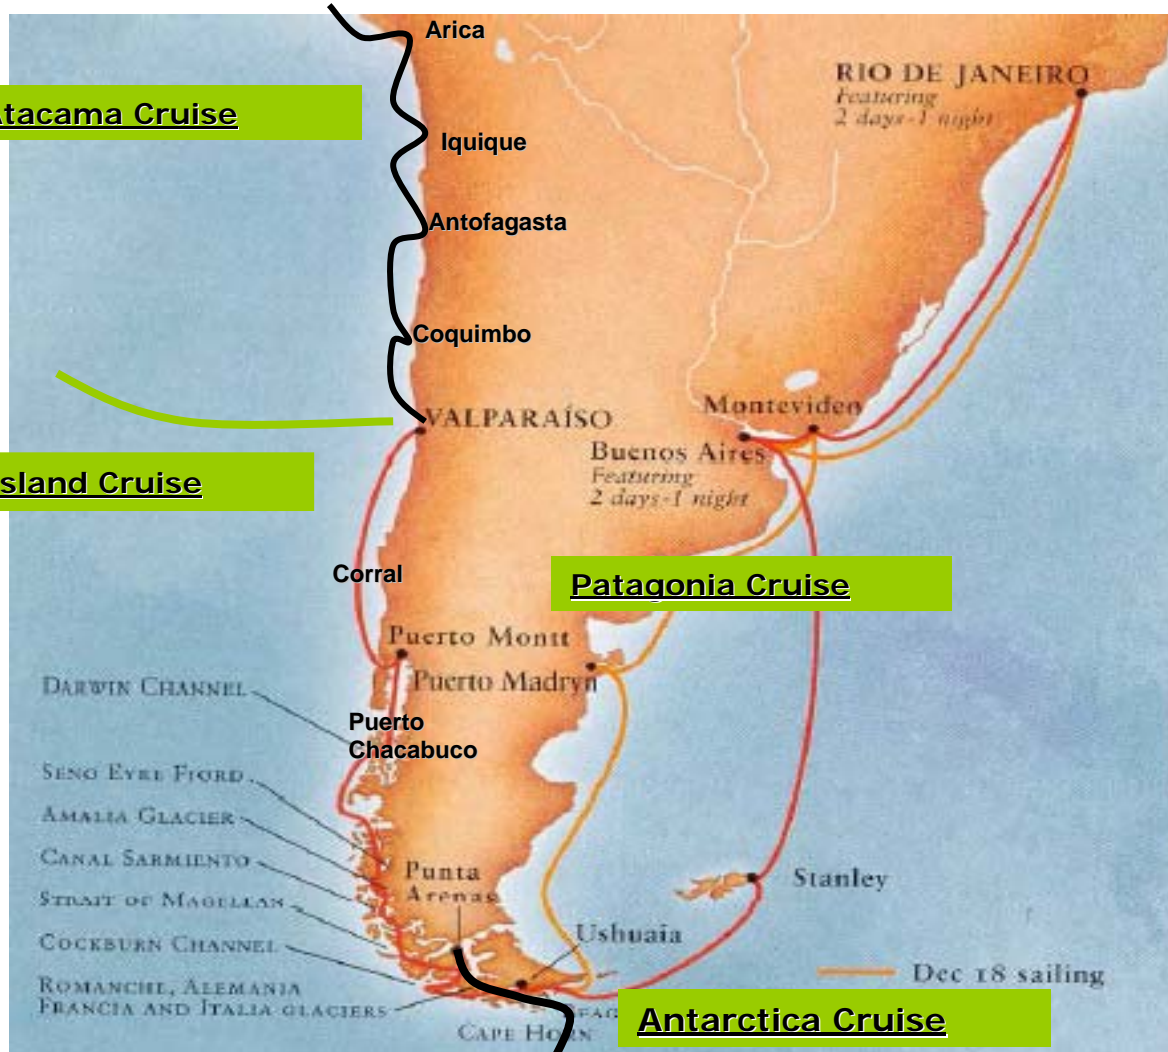 Arica
RIO DE JANEIRO
Featuring
2 days-1 night
tacama Cruise
Iquique
Antofagasta
Coquimbo
VALPARAÍSO
Montevideo
Buenos Aires
Featuring
2 days-1 night
sland Cruise
Corral
Patagonia Cruise
Puerto Montt
Puerto Madryn
DARWIN CHANNEL
Puerto
Chacabuco
SENO EYRE FIORD
AMALIA GLACIER
CANAL SARMIENTO
Punta
Arenas
Stanley
STRAIT OF MAGELLAN
Ushuaia
COCKBURN CHANNEL
Dec 18 sailing
ROMANCHE, ALEMANIA
FRANCIA AND ITALIA GLACIERS
CAPE HORN
Antarctica Cruise